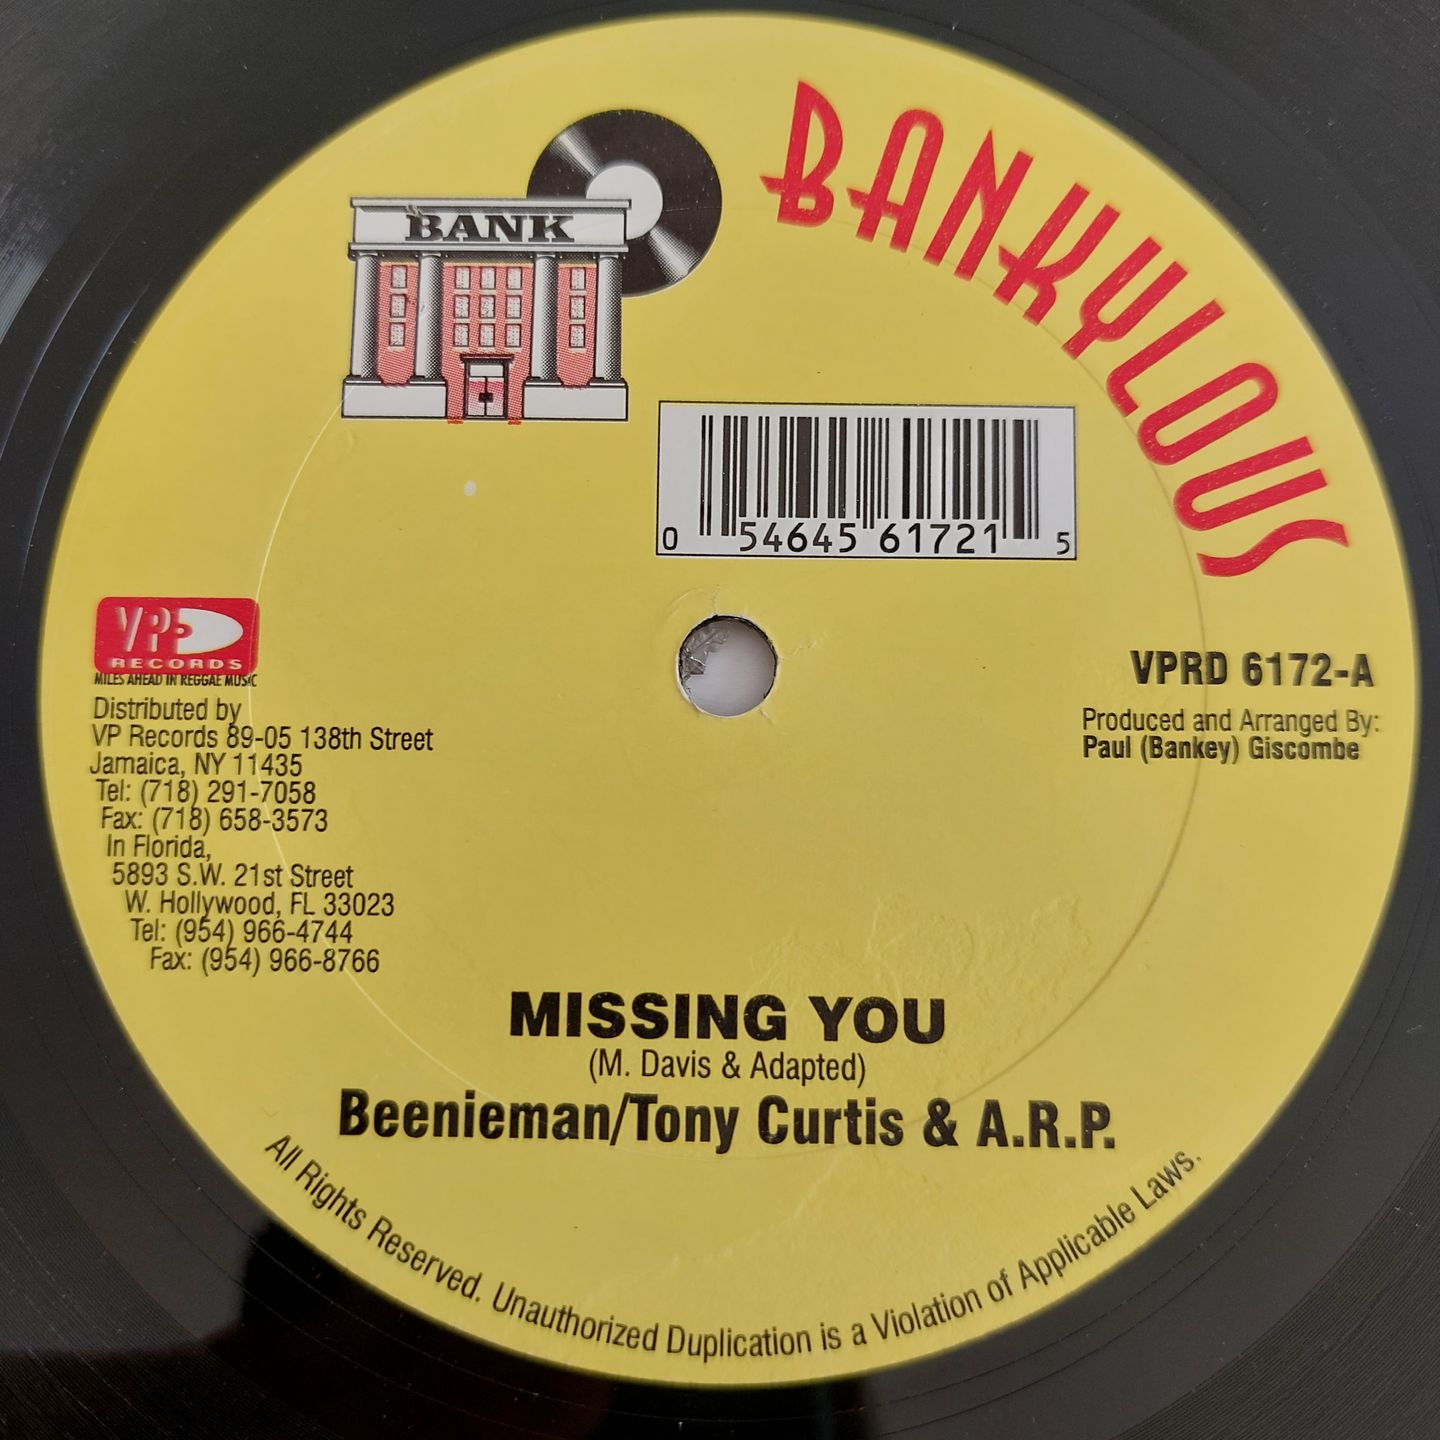 BANKYLOUS
BANK
0 54645 61721 5
VP
RECORDS
MILES AHEAD IN REGGAE MUSIC
Distributed by
VP Records 89-05 138th Street
Jamaica, NY 11435
Tel: (718) 291-7058
Fax: (718) 658-3573
In Florida,
5893 S.W. 21st Street
W. Hollywood, FL 33023
Tel: (954) 966-4744
Fax: (954) 966-8766
VPRD 6172-A
Produced and Arranged By:
Paul (Bankey) Giscombe
MISSING YOU
(M. Davis & Adapted)
Beenieman/Tony Curtis & A.R.P.
All Rights Reserved. Unauthorized Duplication is a Violation of Applicable Laws.